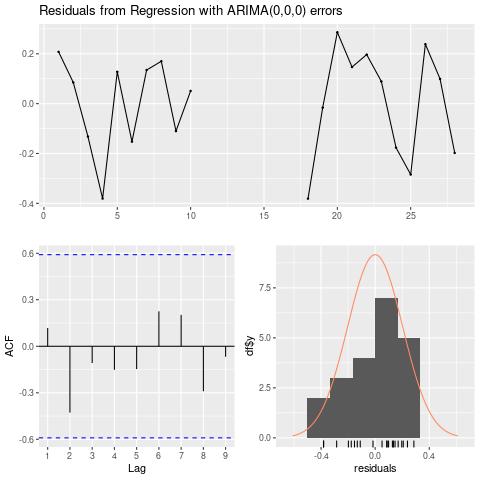 Residuals from Regression with ARIMA(0,0,0) errors
0.2
0.0
-0.2
-0.4
0 5 10 15 20 25
0.6
0.3
0.0
-0.3
-0.6
ACF
1 2 3 4 5 6 7 8 9
Lag
7.5
5.0
2.5
0.0
df$y
-0.4 0.0 0.4
residuals